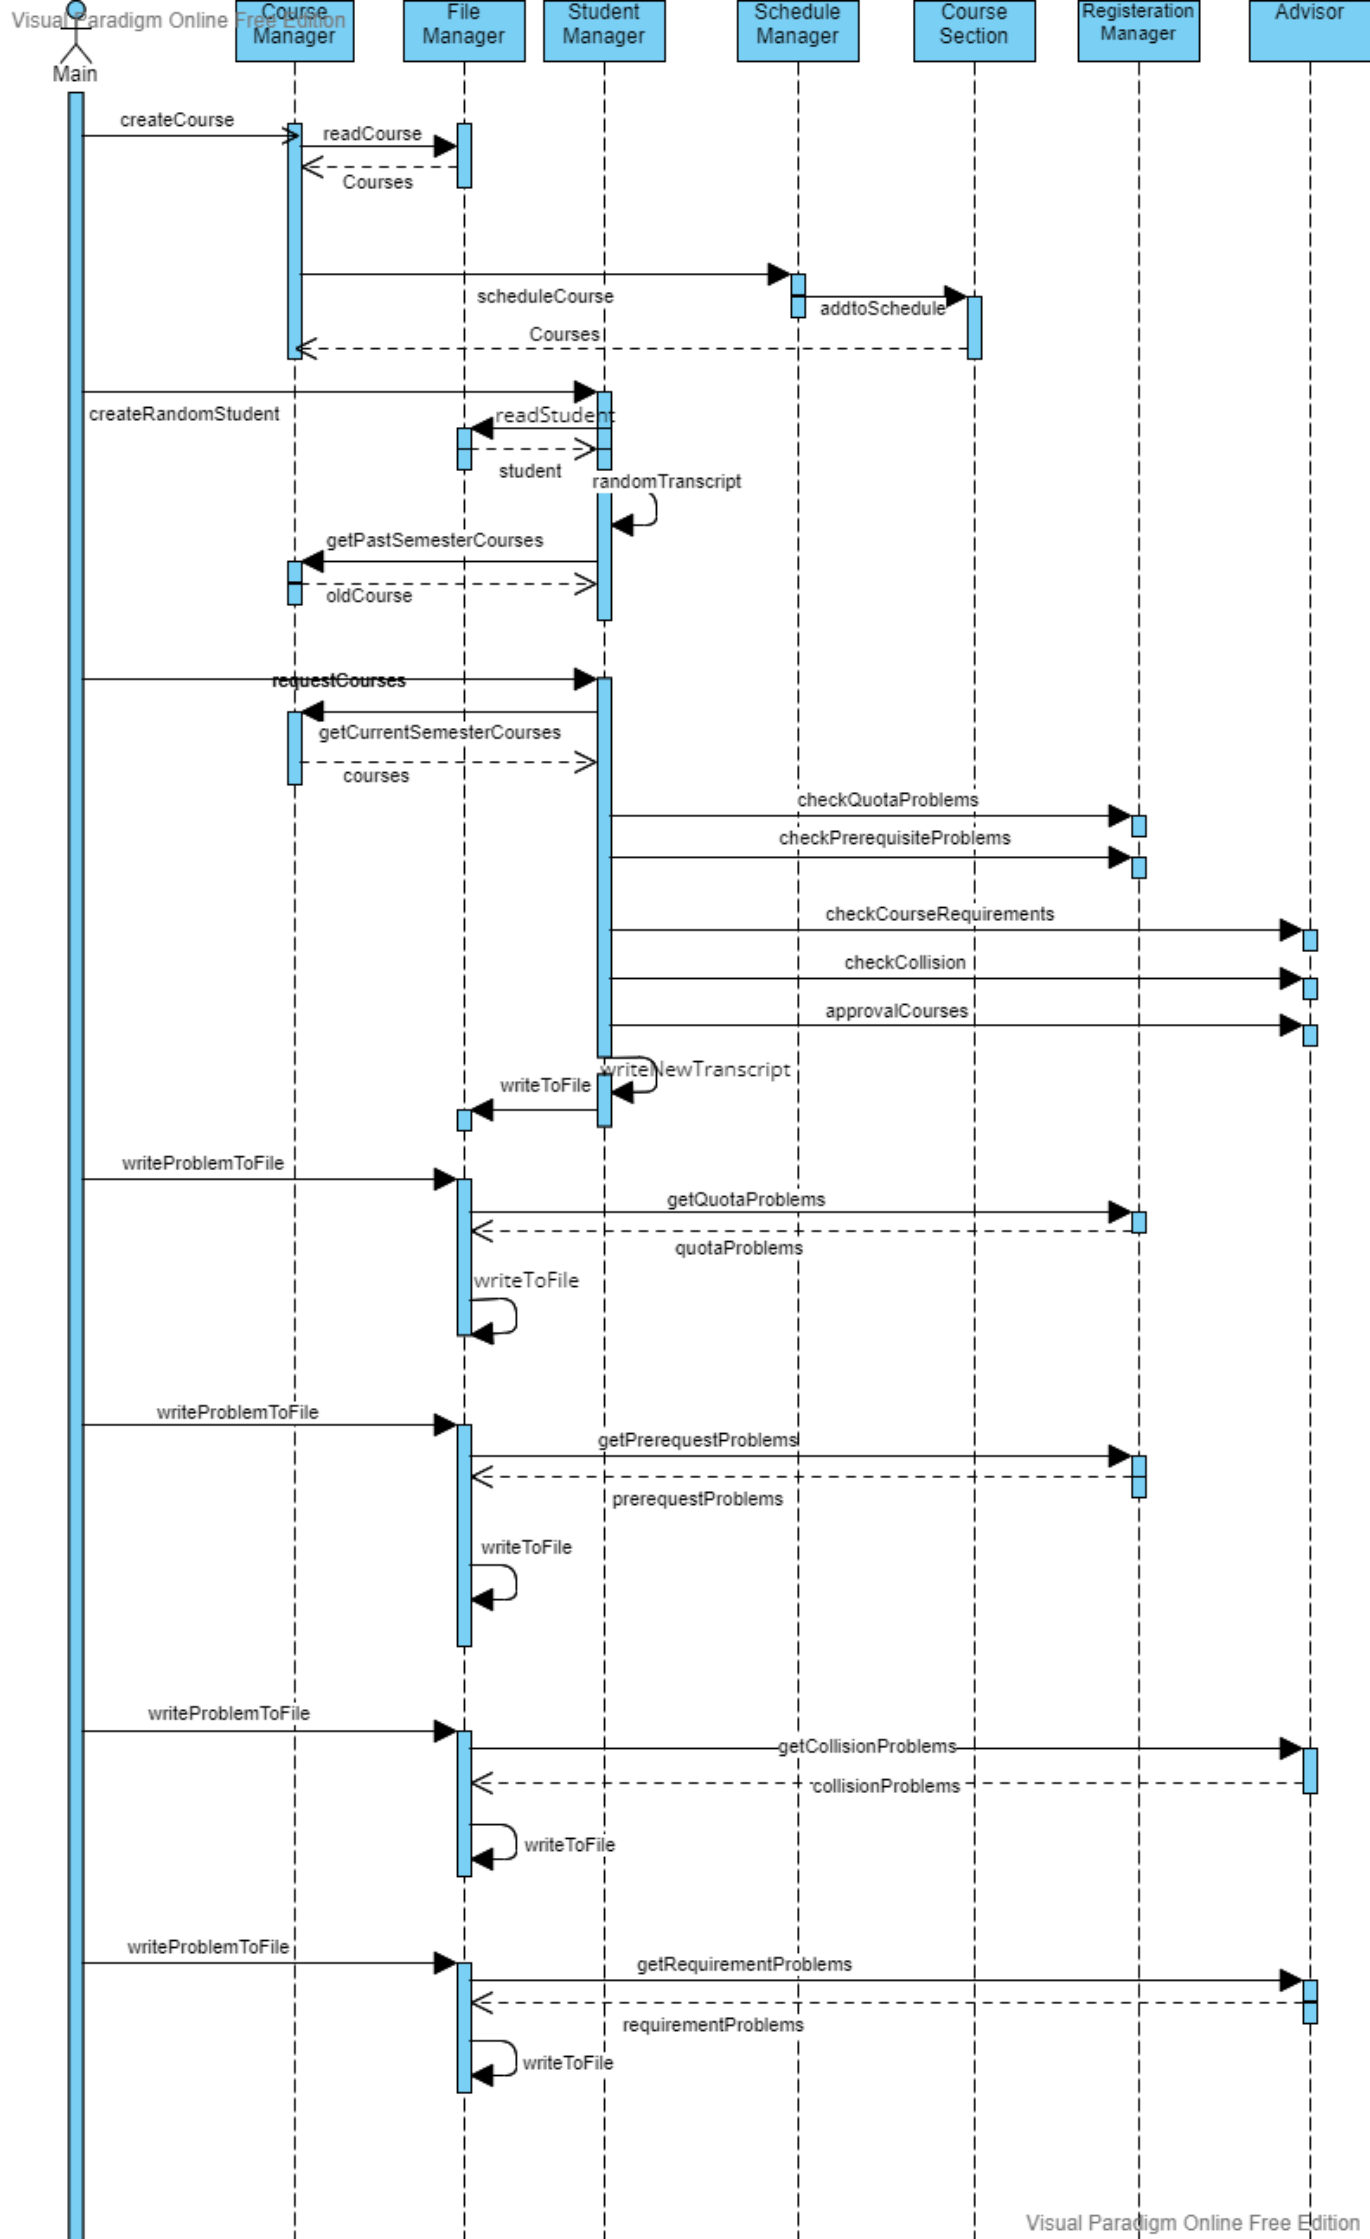 Visual Paradigm Online Free Edition
Main
Course
Manager
File
Manager
Student
Manager
Schedule
Manager
Course
Section
Registeration
Manager
Advisor
createCourse
readCourse
Courses
scheduleCourse
addtoSchedule
Courses
createRandomStudent
readStudent
student
randomTranscript
getPastSemesterCourses
oldCourse
requestCourses
getCurrentSemesterCourses
courses
checkQuotaProblems
checkPrerequisiteProblems
checkCourseRequirements
checkCollision
approvalCourses
writeNewTranscript
writeToFile
writeProblemToFile
getQuotaProblems
quotaProblems
writeToFile
writeProblemToFile
getPrerequestProblems
prerequestProblems
writeToFile
writeProblemToFile
getCollisionProblems
collisionProblems
writeToFile
writeProblemToFile
getRequirementProblems
requirementProblems
writeToFile
Visual Paradigm Online Free Edition